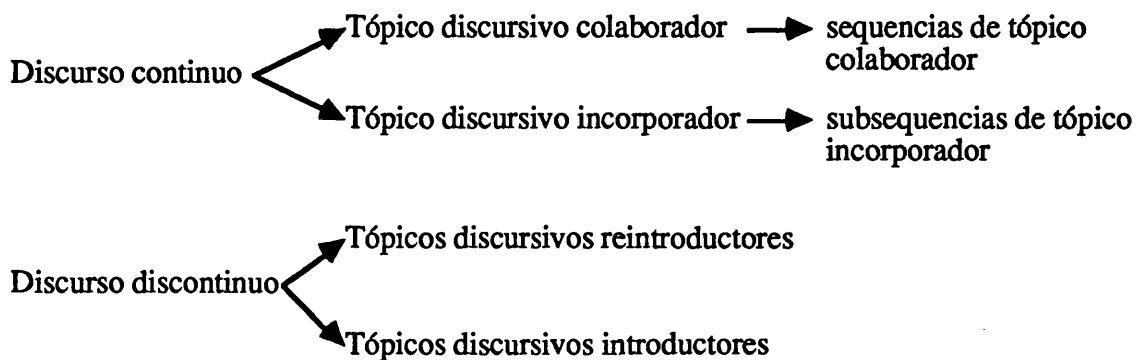 Tópico discursivo colaborador
sequencias de tópico
colaborador
Discurso continuo
Tópico discursivo incorporador
subsequencias de tópico
incorporador
Tópicos discursivos reintroductores
Discurso discontinuo
Tópicos discursivos introductores